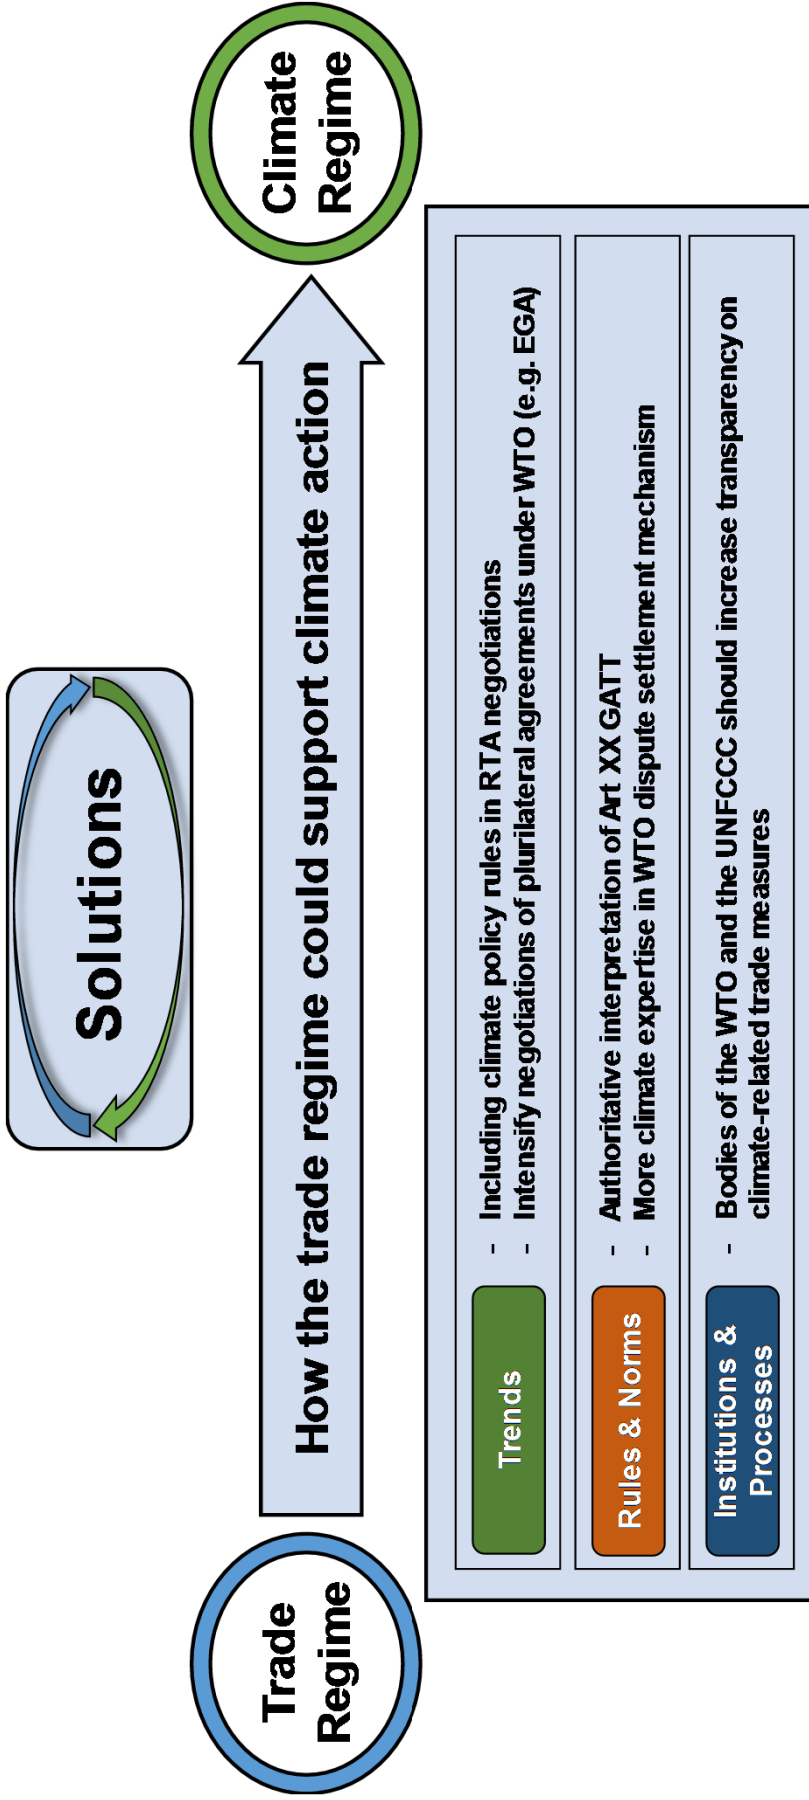 Solutions
Trade
Regime
How the trade regime could support climate action
Climate
Regime
Trends
- Including climate policy rules in RTA negotiations
- Intensify negotiations of plurilateral agreements under WTO (e.g. EGA)
Rules & Norms
- Authoritative interpretation of Art XX GATT
- More climate expertise in WTO dispute settlement mechanism
Institutions &
Processes
- Bodies of the WTO and the UNFCCC should increase transparency on
climate-related trade measures